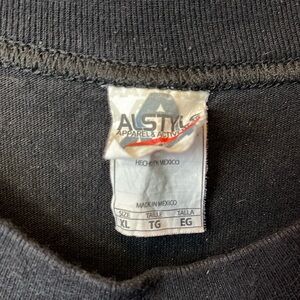 ALSTYLE
APPAREL & ACTIVEWEAR
HECHO EN MEXICO
MADE IN MEXICO
SIZE TAILLE TALLA
XL TG EG